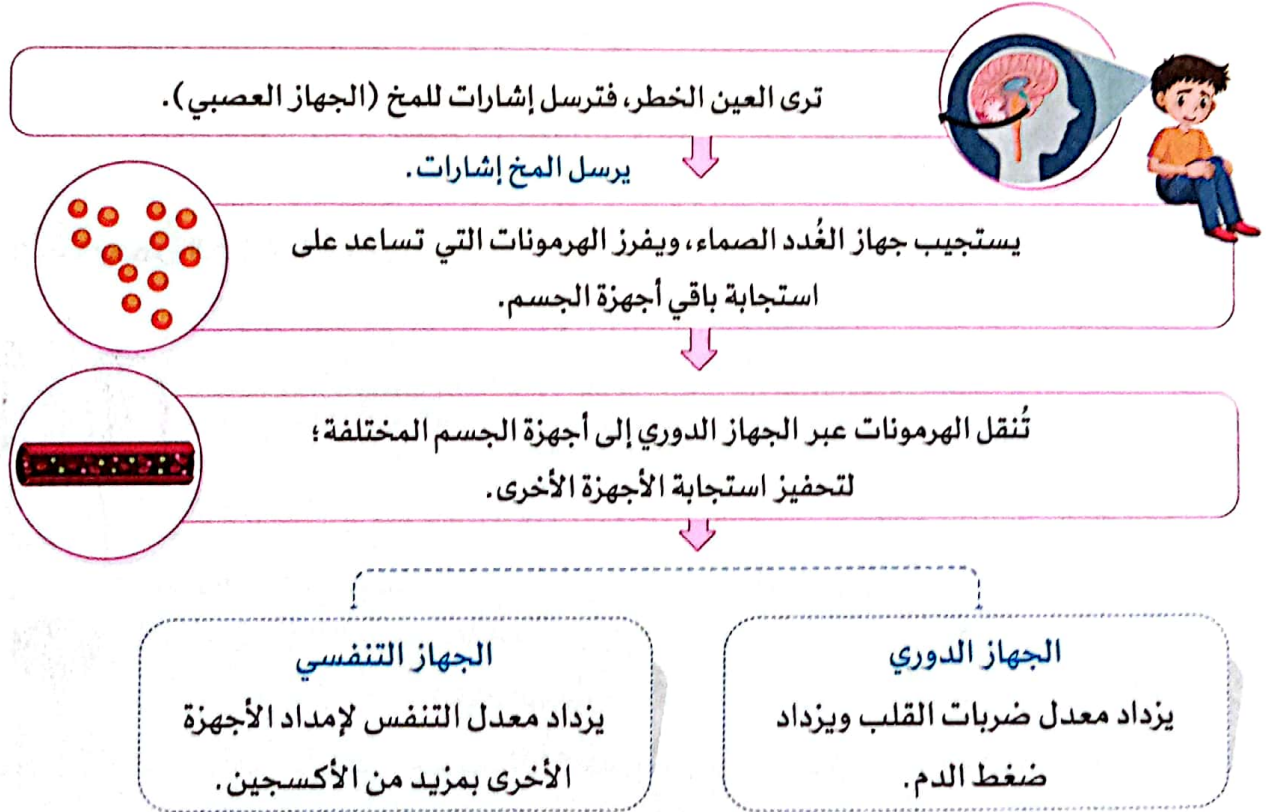 ترى العين الخطر، فترسل إشارات للمخ (الجهاز العصبي).
يرسل المخ إشارات.
يستجيب جهاز الغُدد الصماء، ويفرز الهرمونات التي تساعد على
استجابة باقي أجهزة الجسم.
تُنقل الهرمونات عبر الجهاز الدوري إلى أجهزة الجسم المختلفة؛
لتحفيز استجابة الأجهزة الأخرى.
الجهاز الدوري
يزداد معدل ضربات القلب ويزداد
ضغط الدم.
الجهاز التنفسي
يزداد معدل التنفس لإمداد الأجهزة
الأخرى بمزيد من الأكسجين.